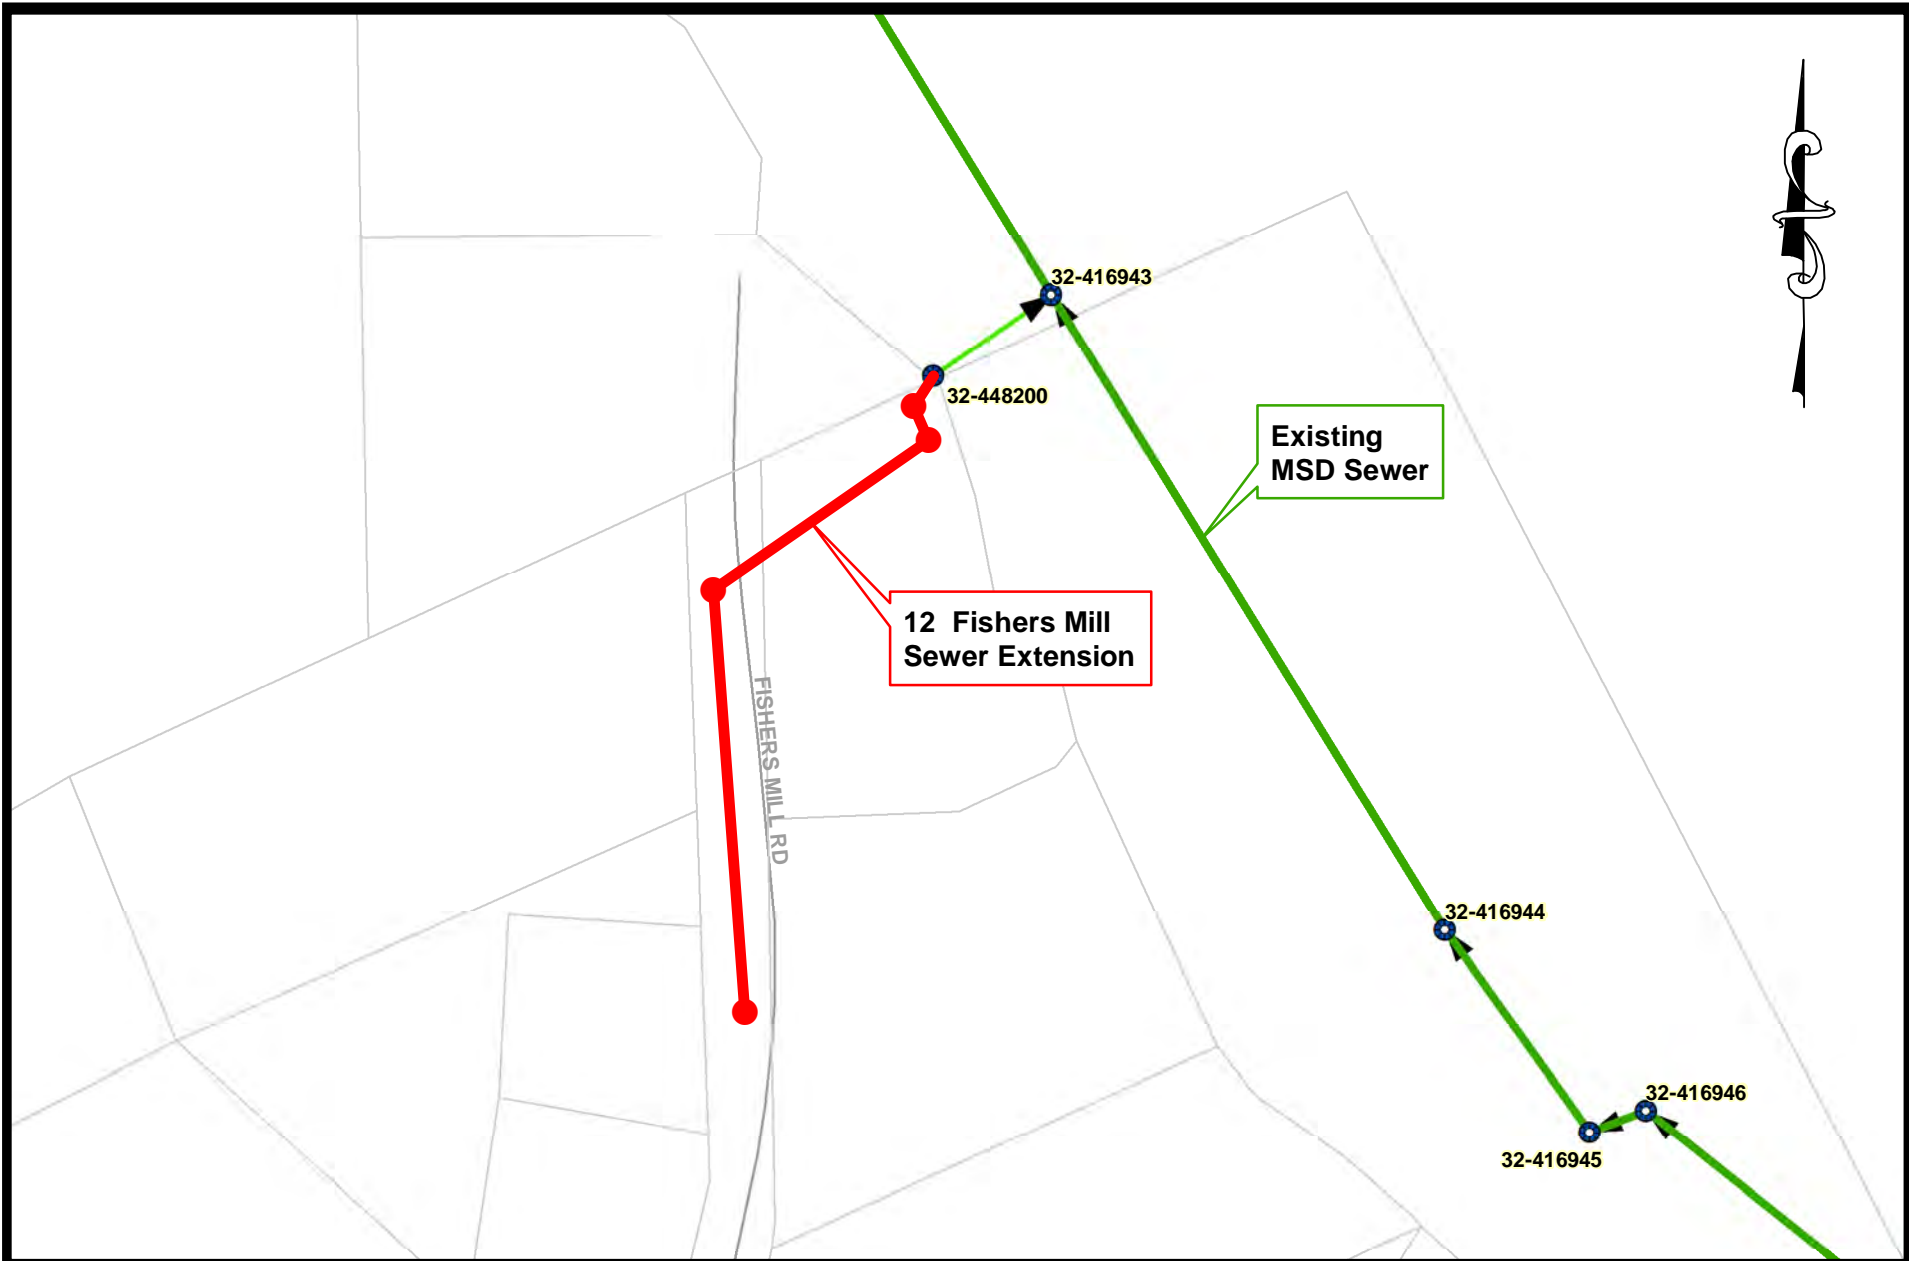 32-416943
32-448200
Existing
MSD Sewer
12  Fishers Mill
Sewer Extension
FISHERS MILL RD
32-416944
32-416946
32-416945